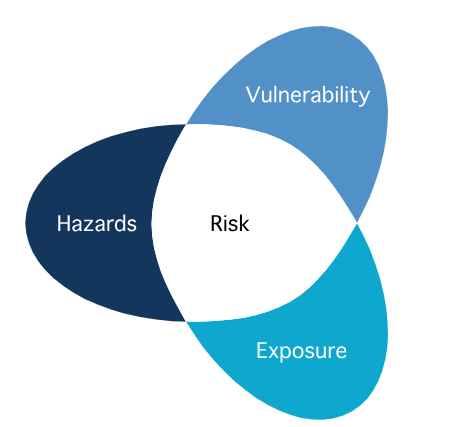 Vulnerability
Hazards
Risk
Exposure